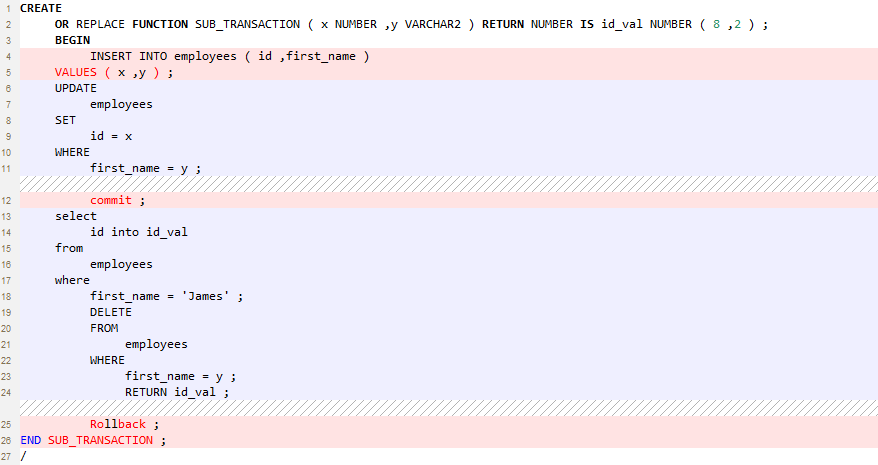 1 CREATE
2 OR REPLACE FUNCTION SUB_TRANSACTION ( x NUMBER ,y VARCHAR2 ) RETURN NUMBER IS id_val NUMBER ( 8 ,2 ) ;
3 BEGIN
4 INSERT INTO employees ( id ,first_name )
5 VALUES ( x ,y ) ;
6 UPDATE
7 employees
8 SET
9 id = x
10 WHERE
11 first_name = y ;
12 commit ;
13 select
14 id into id_val
15 from
16 employees
17 where
18 first_name = 'James' ;
19 DELETE
20 FROM
21 employees
22 WHERE
23 first_name = y ;
24 RETURN id_val ;
25 Rollback ;
26 END SUB_TRANSACTION ;
27 /